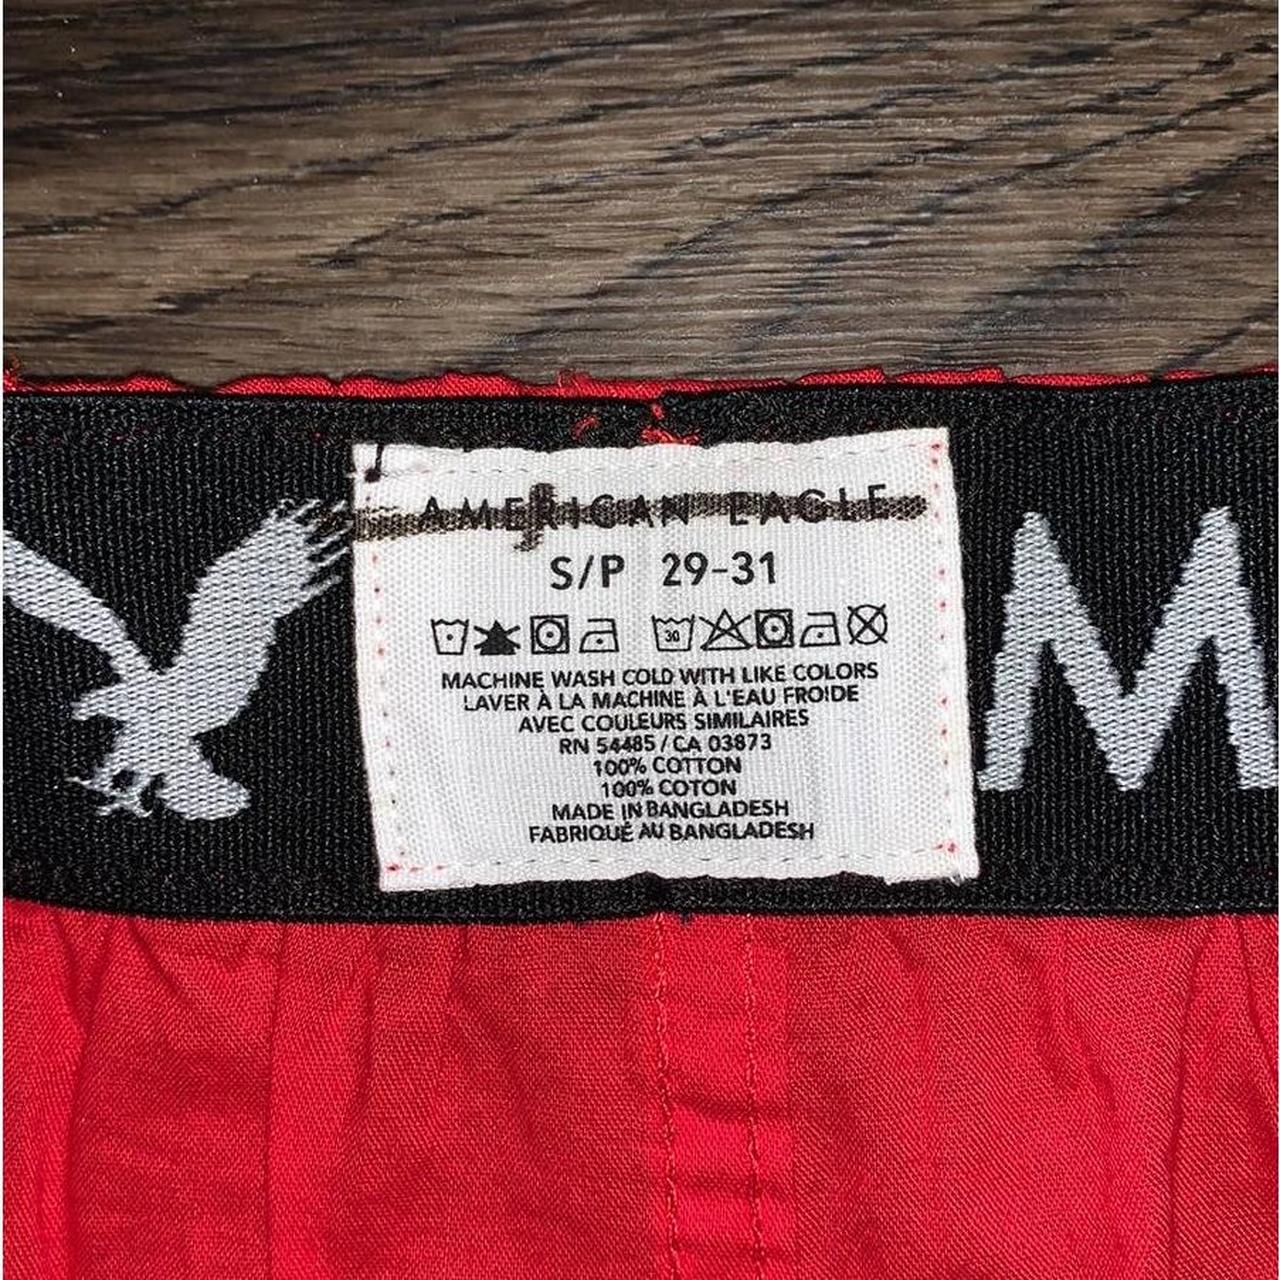 AMERICAN EAGLE
S/P 29-31
30
MACHINE WASH COLD WITH LIKE COLORS
LAVER À LA MACHINE À L'EAU FROIDE
AVEC COULEURS SIMILAIRES
RN 54485 / CA 03873
100% COTTON
100% COTON
MADE IN BANGLADESH
FABRIQUÉ AU BANGLADESH
M